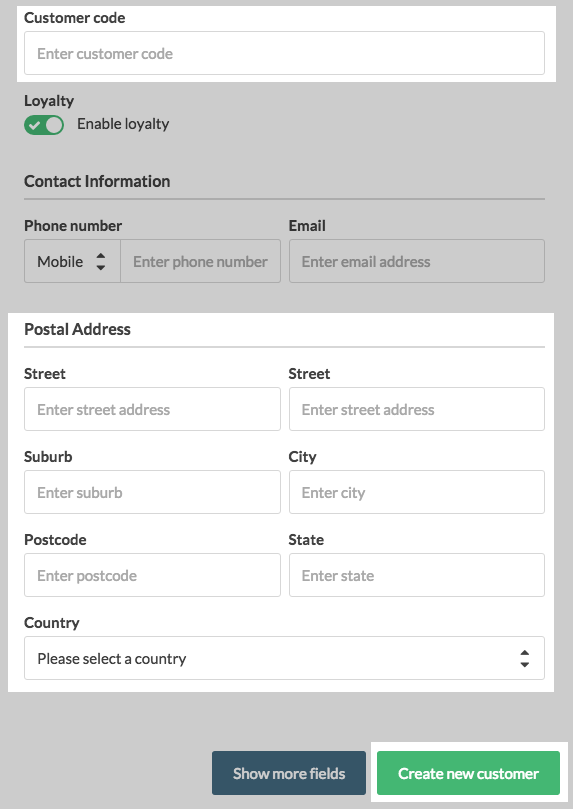 Customer code
Enter customer code
Loyalty
Enable loyalty
Contact Information
Phone number Email
Mobile Enter phone number Enter email address
Postal Address
Street Street
Enter street address Enter street address
Suburb City
Enter suburb Enter city
Postcode State
Enter postcode Enter state
Country
Please select a country
Show more fields Create new customer